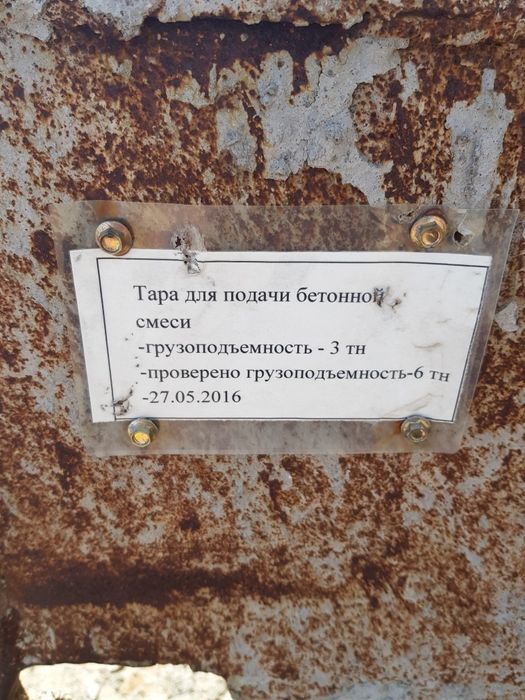 Тара для подачи бетонной
смеси
-грузоподъемность - 3 тн
-проверено грузоподъемность-6 тн
-27.05.2016